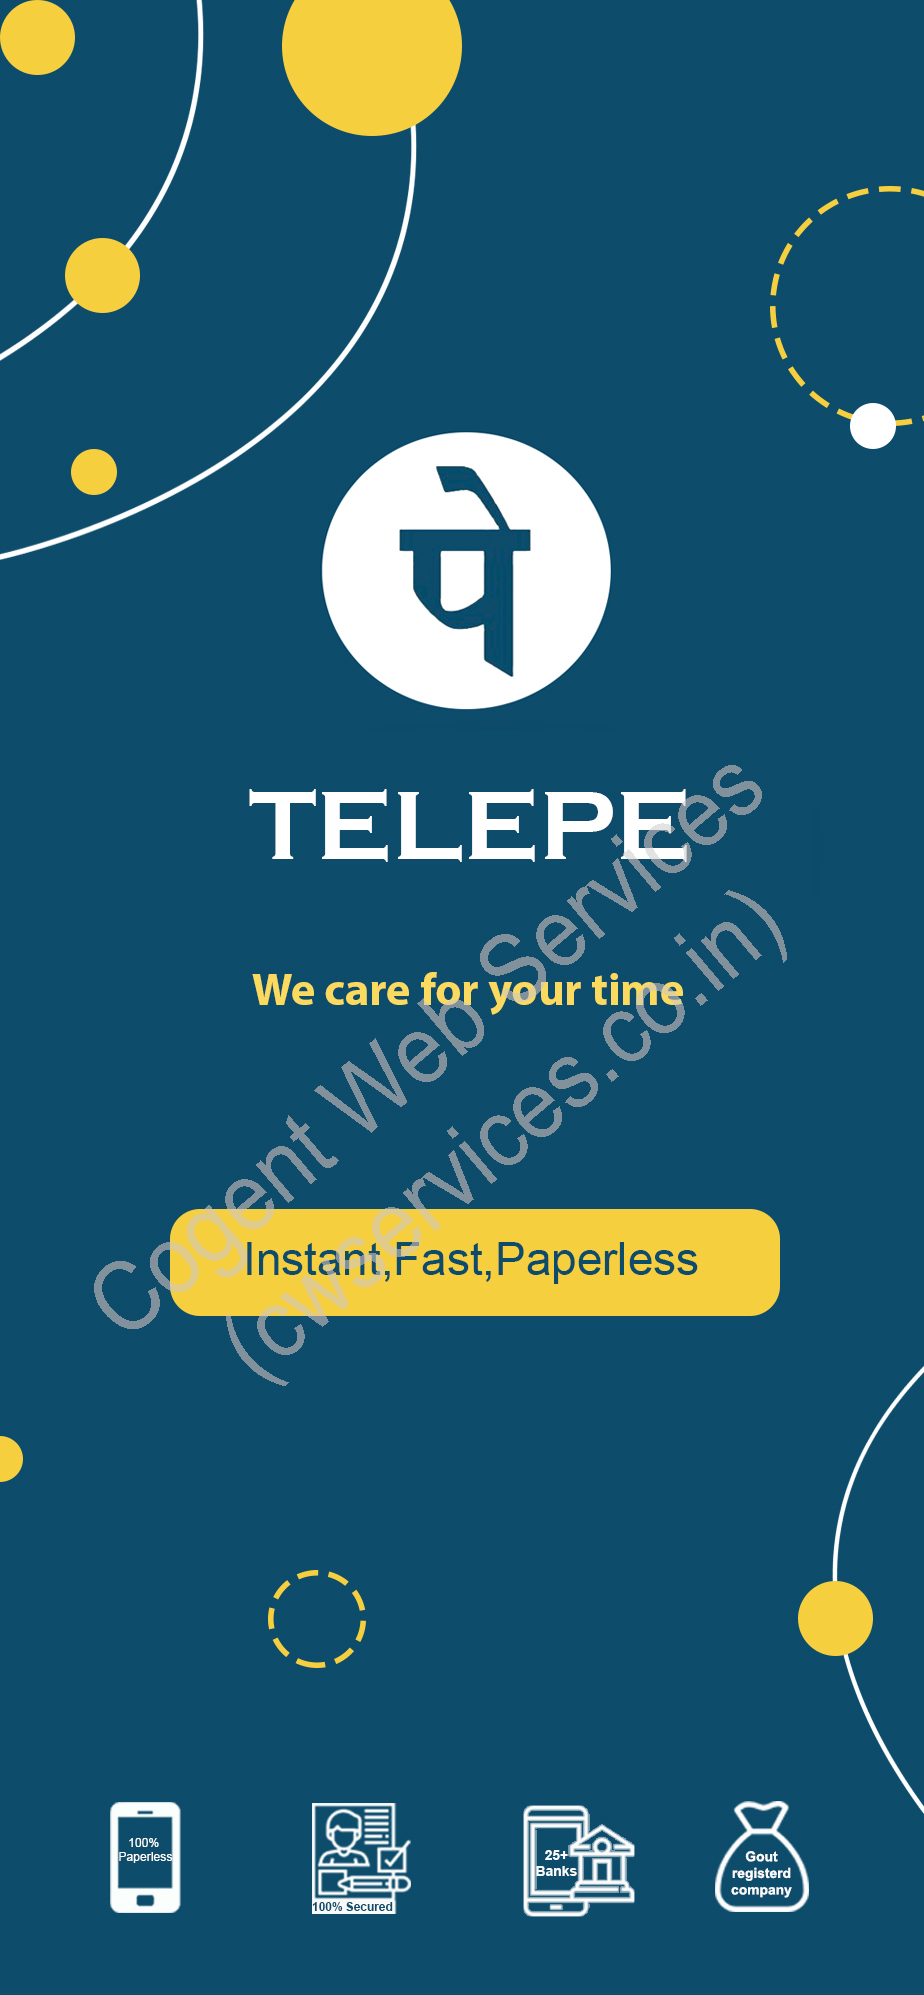 पे
TELEPE
We care for your time
Cogent Web Services
(cwservices.co.in)
Instant,Fast,Paperless
100%
Paperless
100% Secured
25+
Banks
Gout
registerd
company